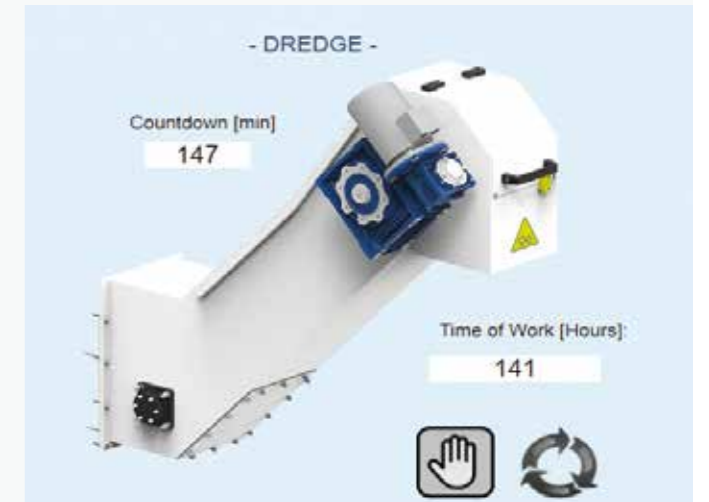 - DREDGE -
Countdown [min]
147
Time of Work [Hours]:
141